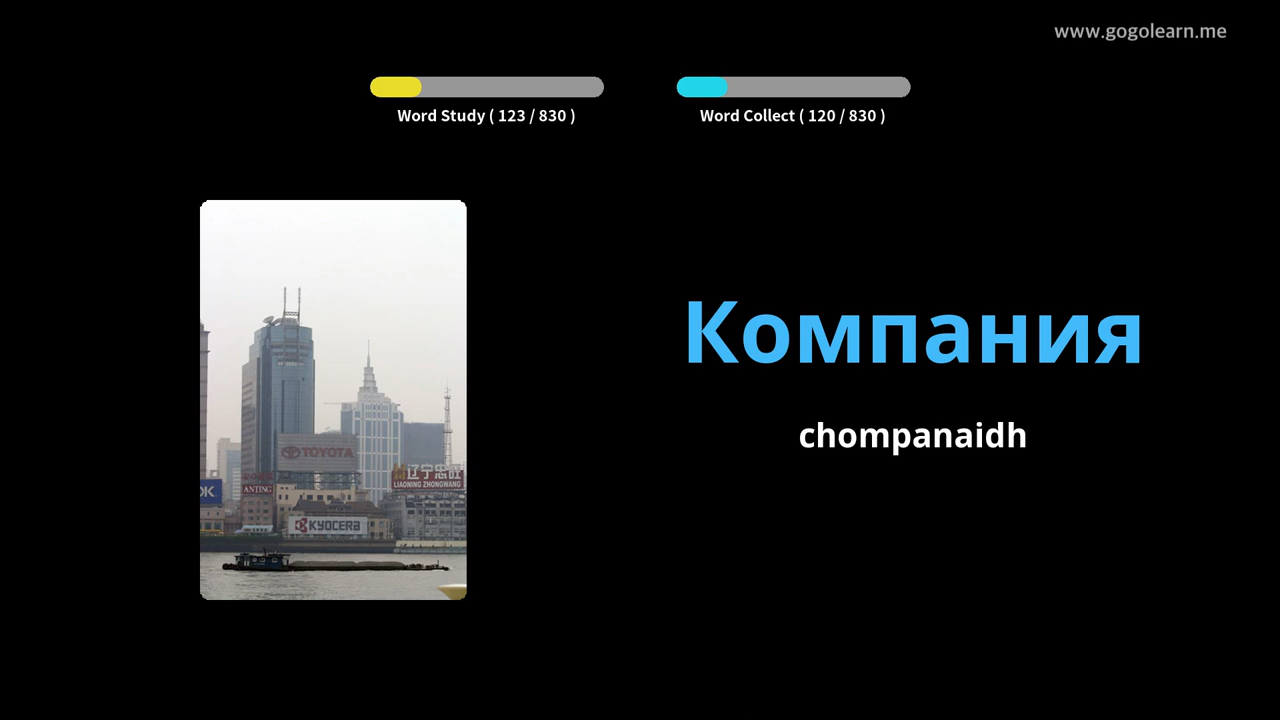 www.gogolearn.me
Word Study ( 123 / 830 )
Word Collect ( 120 / 830 )
Компания
chompanaidh
TOYOTA
ANTING
辽宁忠旺
LIAONING ZHONGWANG
KYOCERA